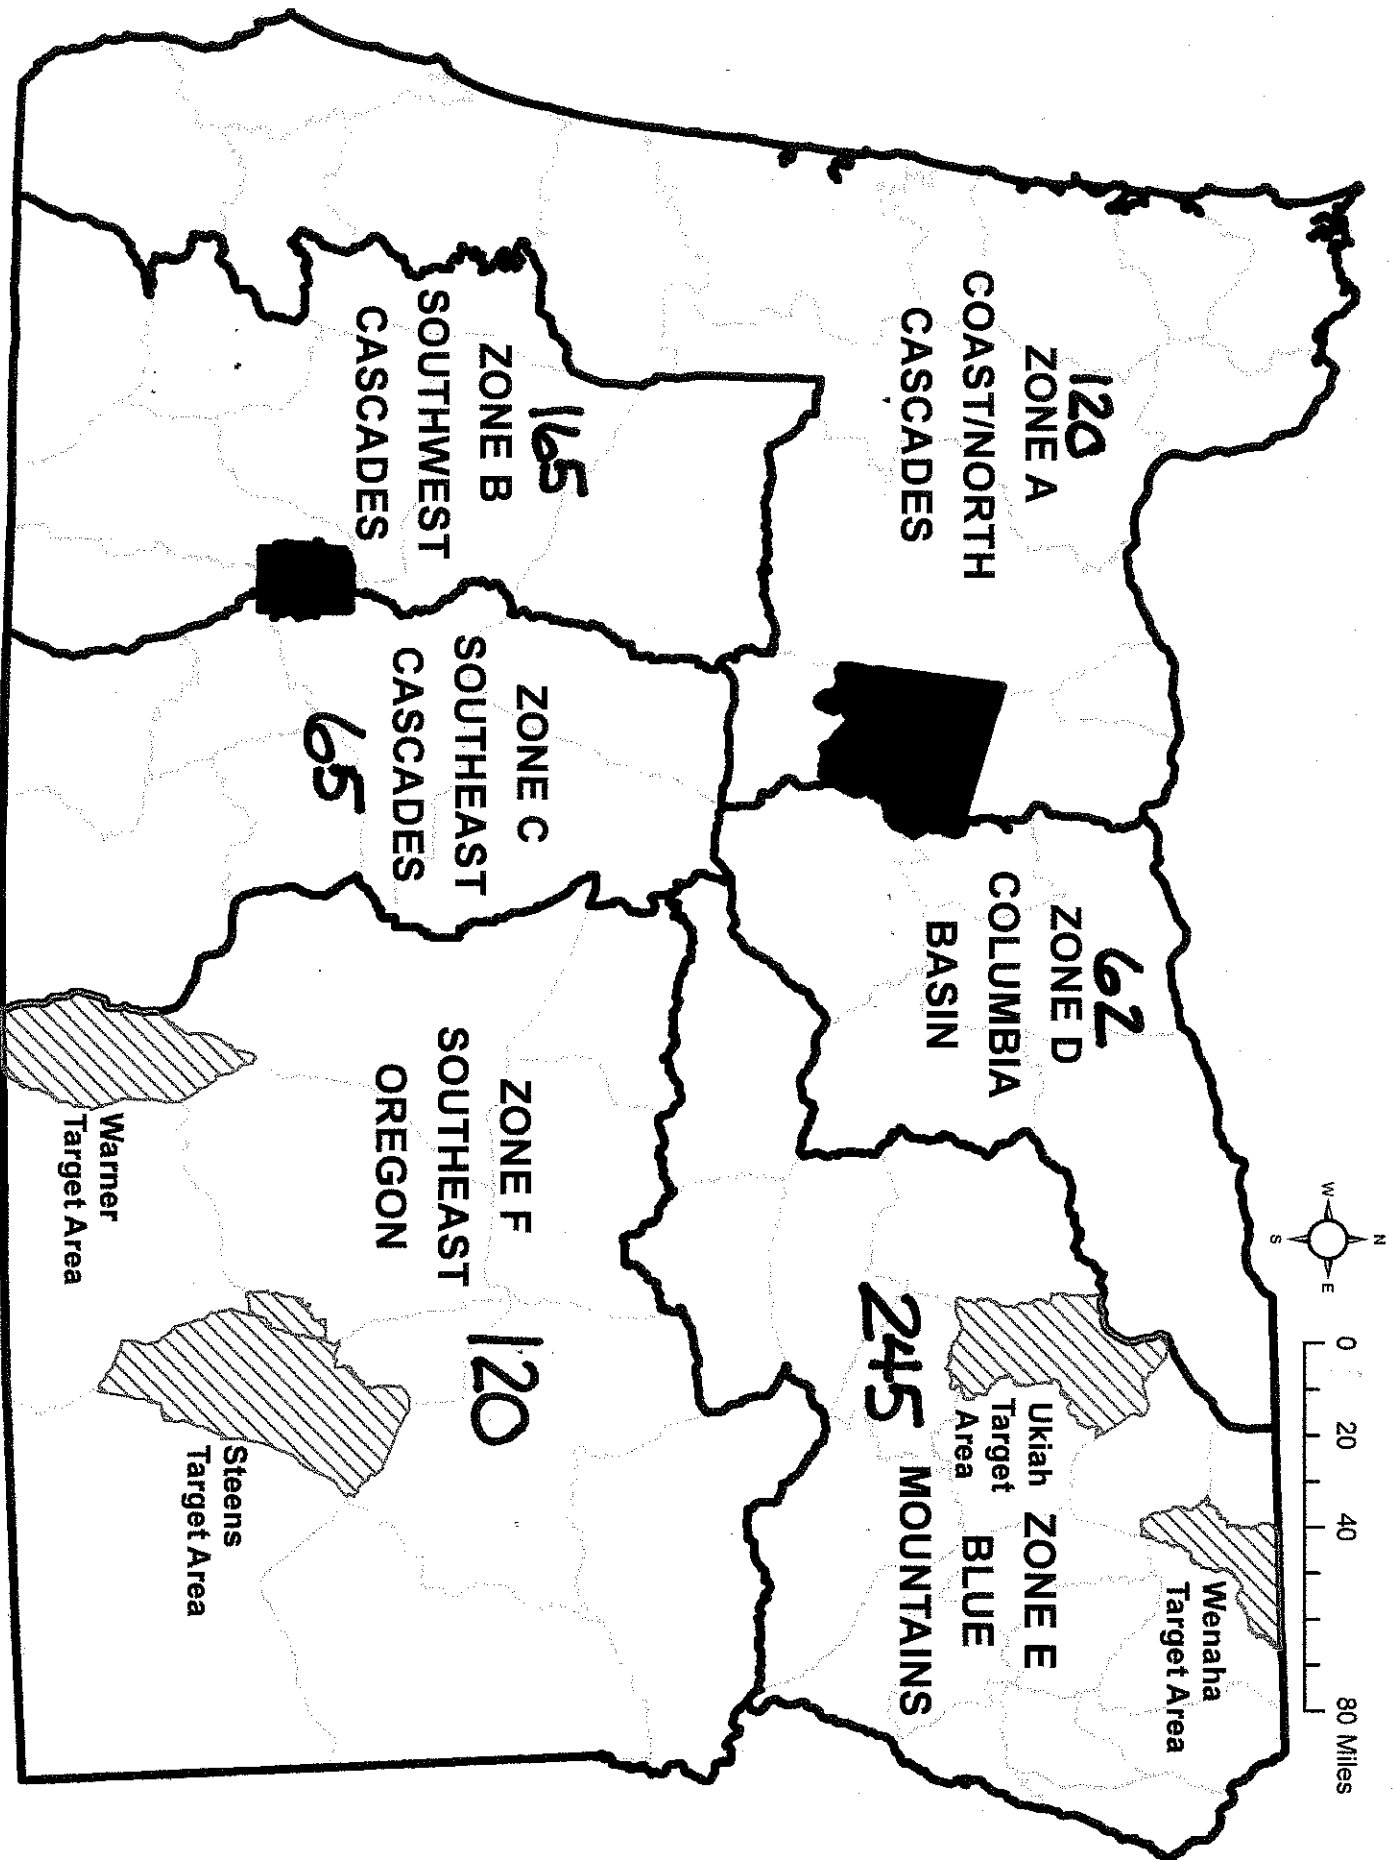 N
W
E
S
0 20 40 80 Miles
120
ZONE A
COAST/NORTH
CASCADES
62
ZONE D
COLUMBIA
BASIN
245
ZONE E
BLUE
MOUNTAINS
Wenaha
Target Area
Ukiah
Target
Area
165
ZONE B
SOUTHWEST
CASCADES
ZONE C
SOUTHEAST
CASCADES
65
120
ZONE F
SOUTHEAST
OREGON
Steens
Target Area
Warner
Target Area